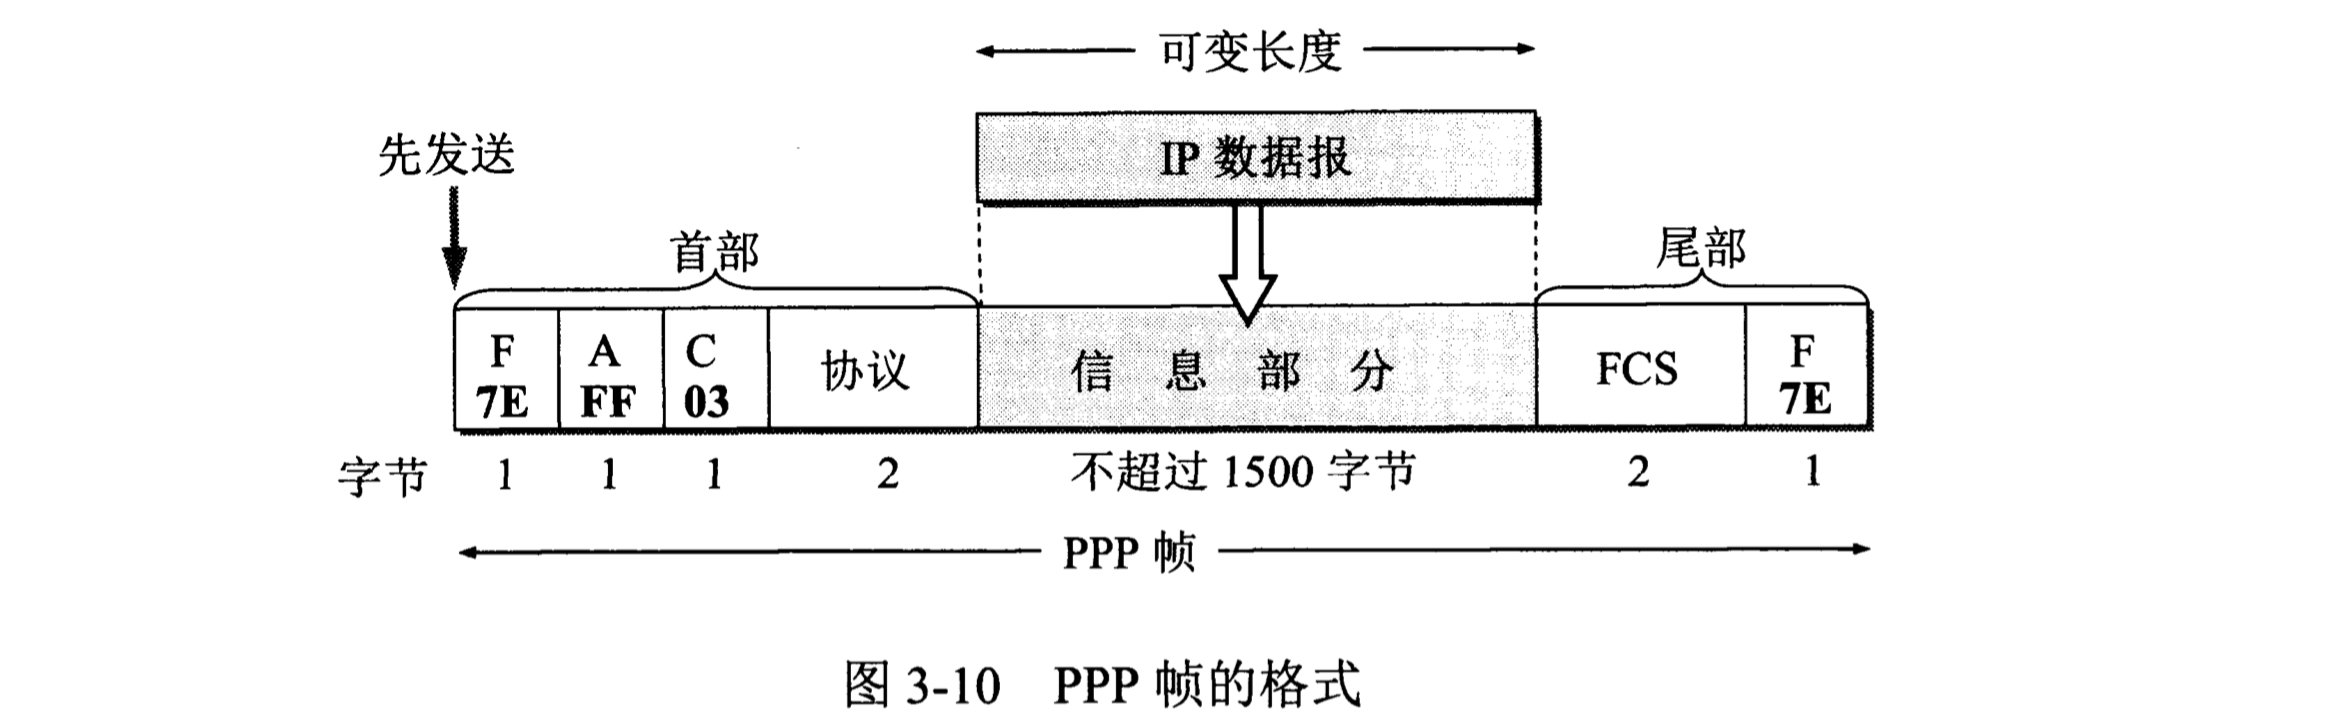 可变长度
先发送
IP 数据报
首部
尾部
F A C 协议 信息部分 FCS F
7E FF 03 7E
字节 1 1 1 2 不超过 1500 字节 2 1
PPP 帧
图 3-10 PPP 帧的格式